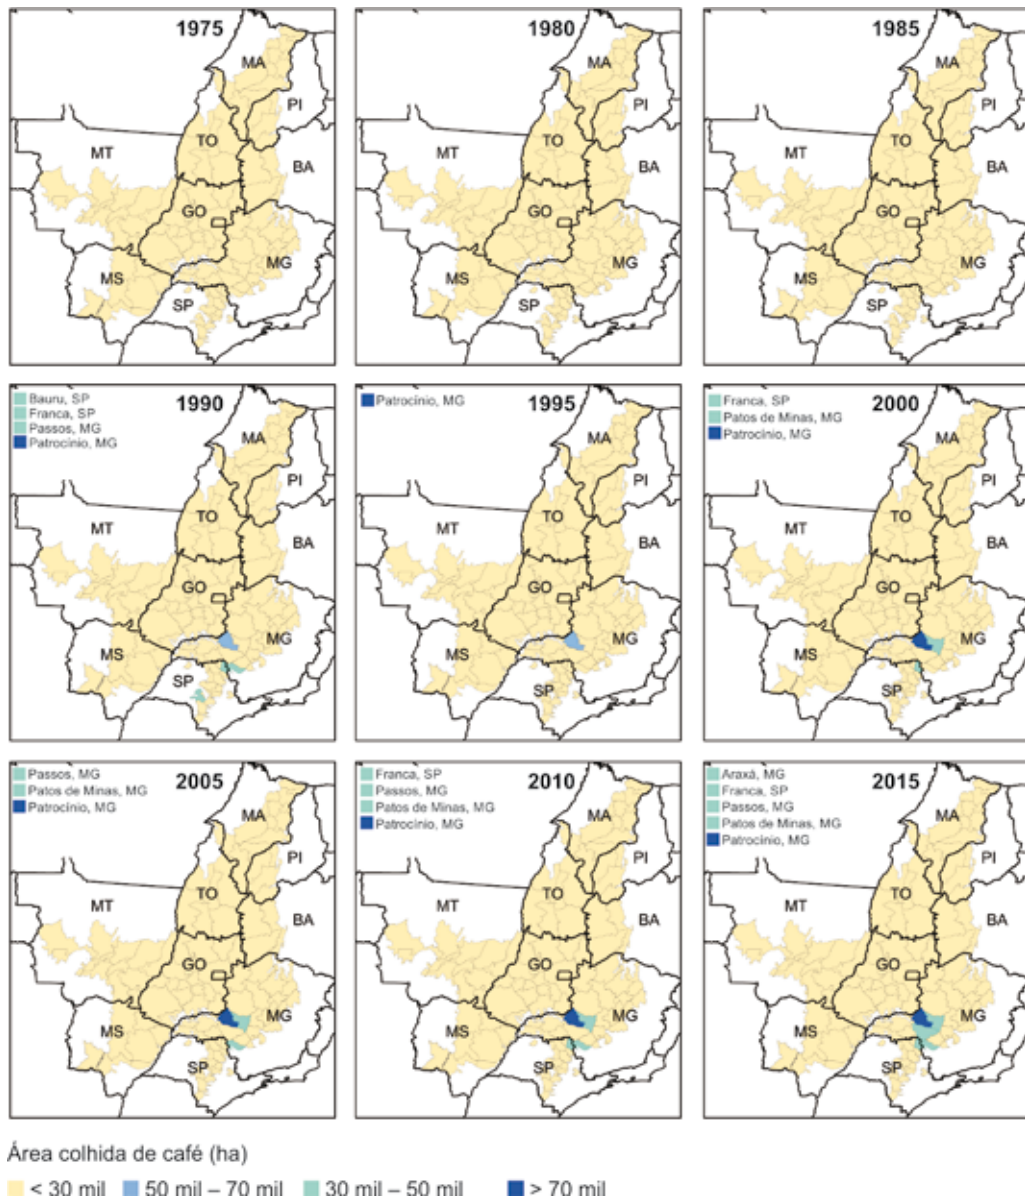 1975
MA
PI
TO
MT
BA
GO
MS
MG
SP
1980
MA
PI
TO
MT
BA
GO
MS
MG
SP
1985
MA
PI
TO
MT
BA
GO
MS
MG
SP
Bauru, SP
Franca, SP
Passos, MG
Patrocínio, MG
1990
MA
PI
TO
MT
BA
GO
MS
MG
SP
Patrocínio, MG
1995
MA
PI
TO
MT
BA
GO
MS
MG
SP
Franca, SP
Patos de Minas, MG
Patrocínio, MG
2000
MA
PI
TO
MT
BA
GO
MS
MG
SP
Passos, MG
Patos de Minas, MG
Patrocínio, MG
2005
MA
PI
TO
MT
BA
GO
MS
MG
SP
Franca, SP
Passos, MG
Patos de Minas, MG
Patrocínio, MG
2010
MA
PI
TO
MT
BA
GO
MS
MG
SP
Araxá, MG
Franca, SP
Passos, MG
Patos de Minas, MG
Patrocínio, MG
2015
MA
PI
TO
MT
BA
GO
MS
MG
SP
Área colhida de café (ha)
< 30 mil 50 mil – 70 mil 30 mil – 50 mil > 70 mil